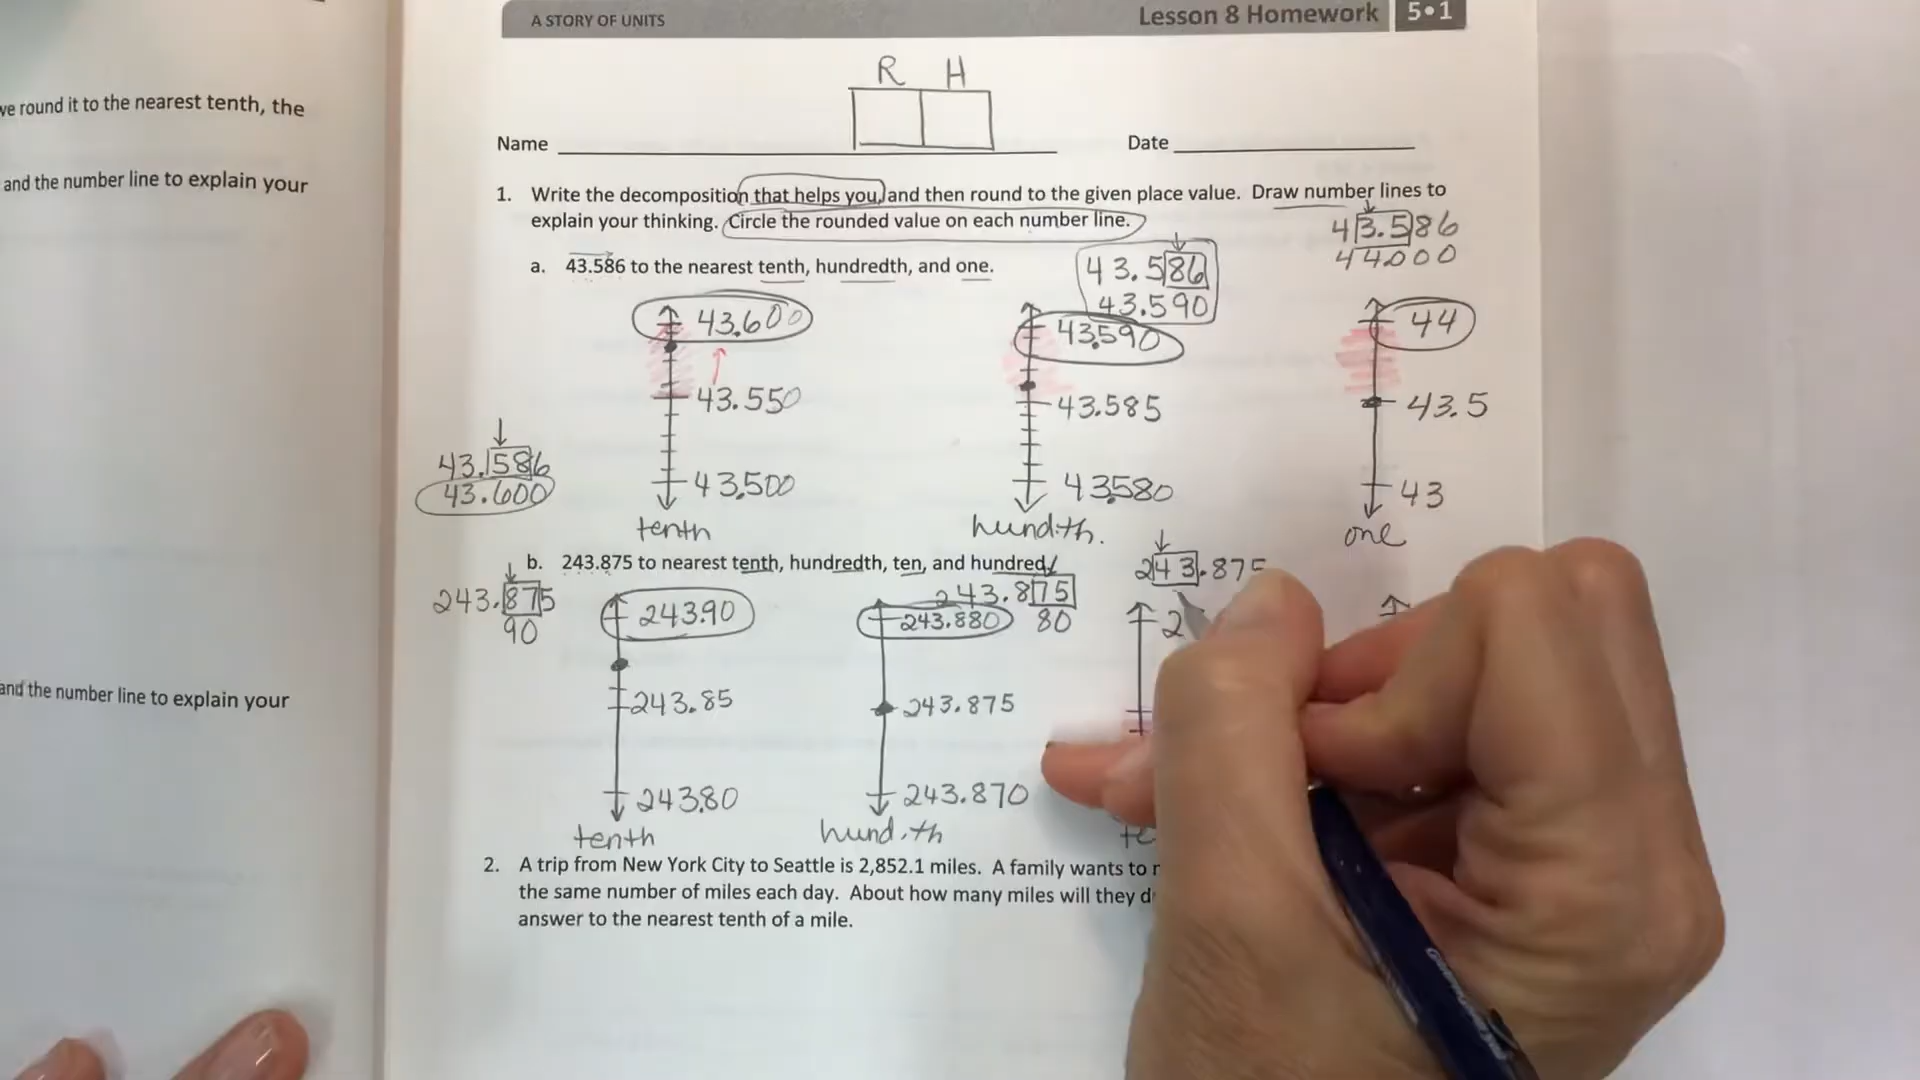 A STORY OF UNITS
Lesson 8 Homework 5•1
R H
Name
Date
we round it to the nearest tenth, the
and the number line to explain your
and the number line to explain your
1. Write the decomposition that helps you, and then round to the given place value. Draw number lines to
explain your thinking. Circle the rounded value on each number line.
a. 43.586 to the nearest tenth, hundredth, and one.
43.586
43.590
43.586
44.000
43.586
43.600
43.600
43.550
43.500
tenth
43.590
43.585
43.580
hund.th.
44
43.5
43
one
b. 243.875 to nearest tenth, hundredth, ten, and hundred.
243.875
90
243.90
243.85
243.80
tenth
243.875
80
243.880
243.875
243.870
hund.th
243.875
2
2. A trip from New York City to Seattle is 2,852.1 miles. A family wants to
the same number of miles each day. About how many miles will they
answer to the nearest tenth of a mile.